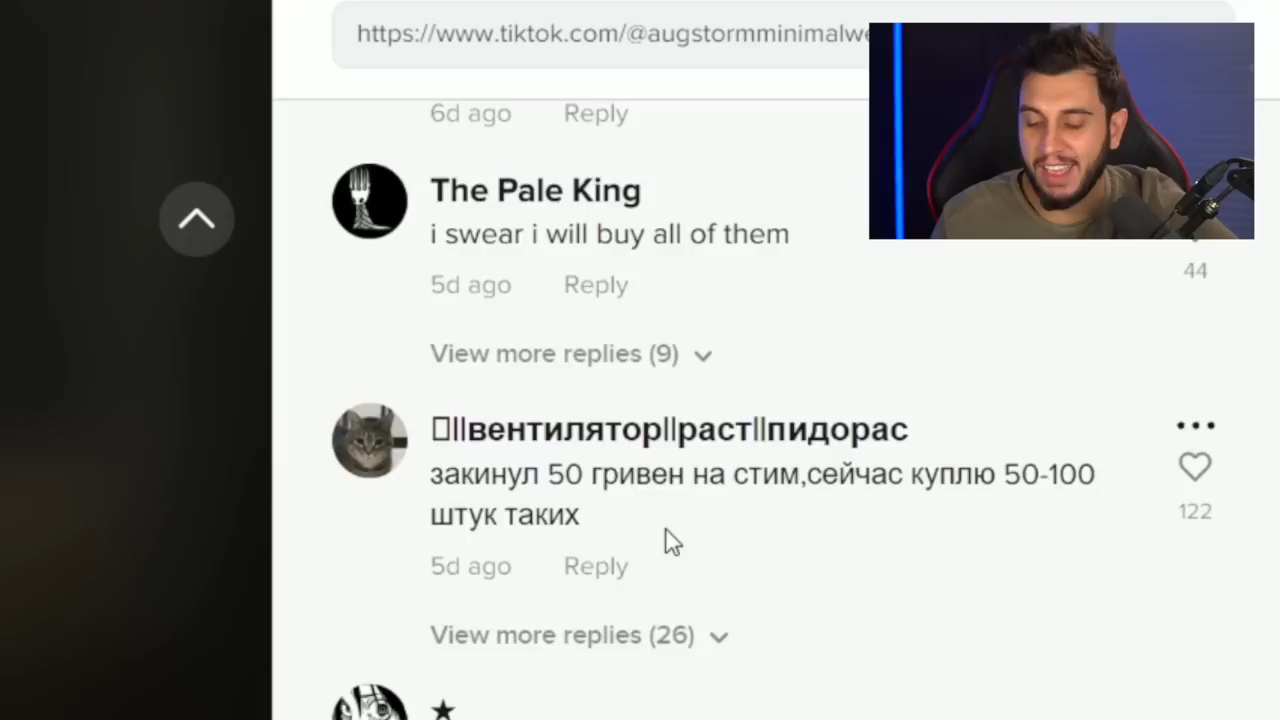 https://www.tiktok.com/@augstormminimalwe
6d ago Reply
The Pale King
i swear i will buy all of them
44
5d ago Reply
View more replies (9)
||вентилятор||раст||пидорас
закинул 50 гривен на стим,сейчас куплю 50-100
штук таких
122
5d ago Reply
View more replies (26)